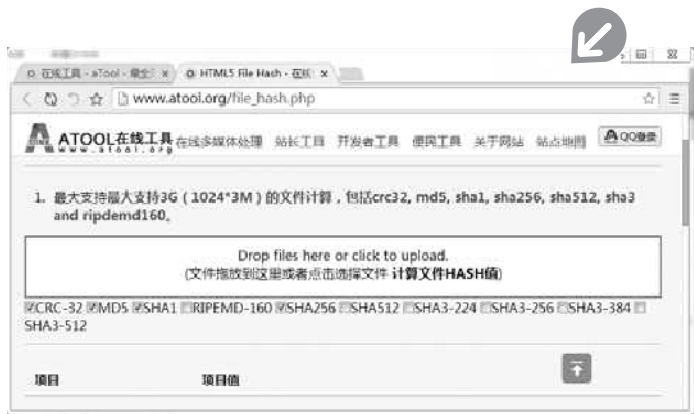 在线工具 - aTool - 最全 x
HTML5 File Hash - 在线 x
www.atool.org/file_hash.php
ATOOL在线工具 在线多媒体处理 站长工具 开发者工具 便民工具 关于网站 站点地图 QQ登录
www.atool.org
1. 最大支持最大支持3G ( 1024*3M ) 的文件计算，包括crc32, md5, sha1, sha256, sha512, sha3
and ripdemd160。
Drop files here or click to upload.
(文件拖放到这里或者点击选择文件 计算文件HASH值)
CRC-32 MD5 SHA1 RIPEMD-160 SHA256 SHA512 SHA3-224 SHA3-256 SHA3-384
SHA3-512
项目 项目值